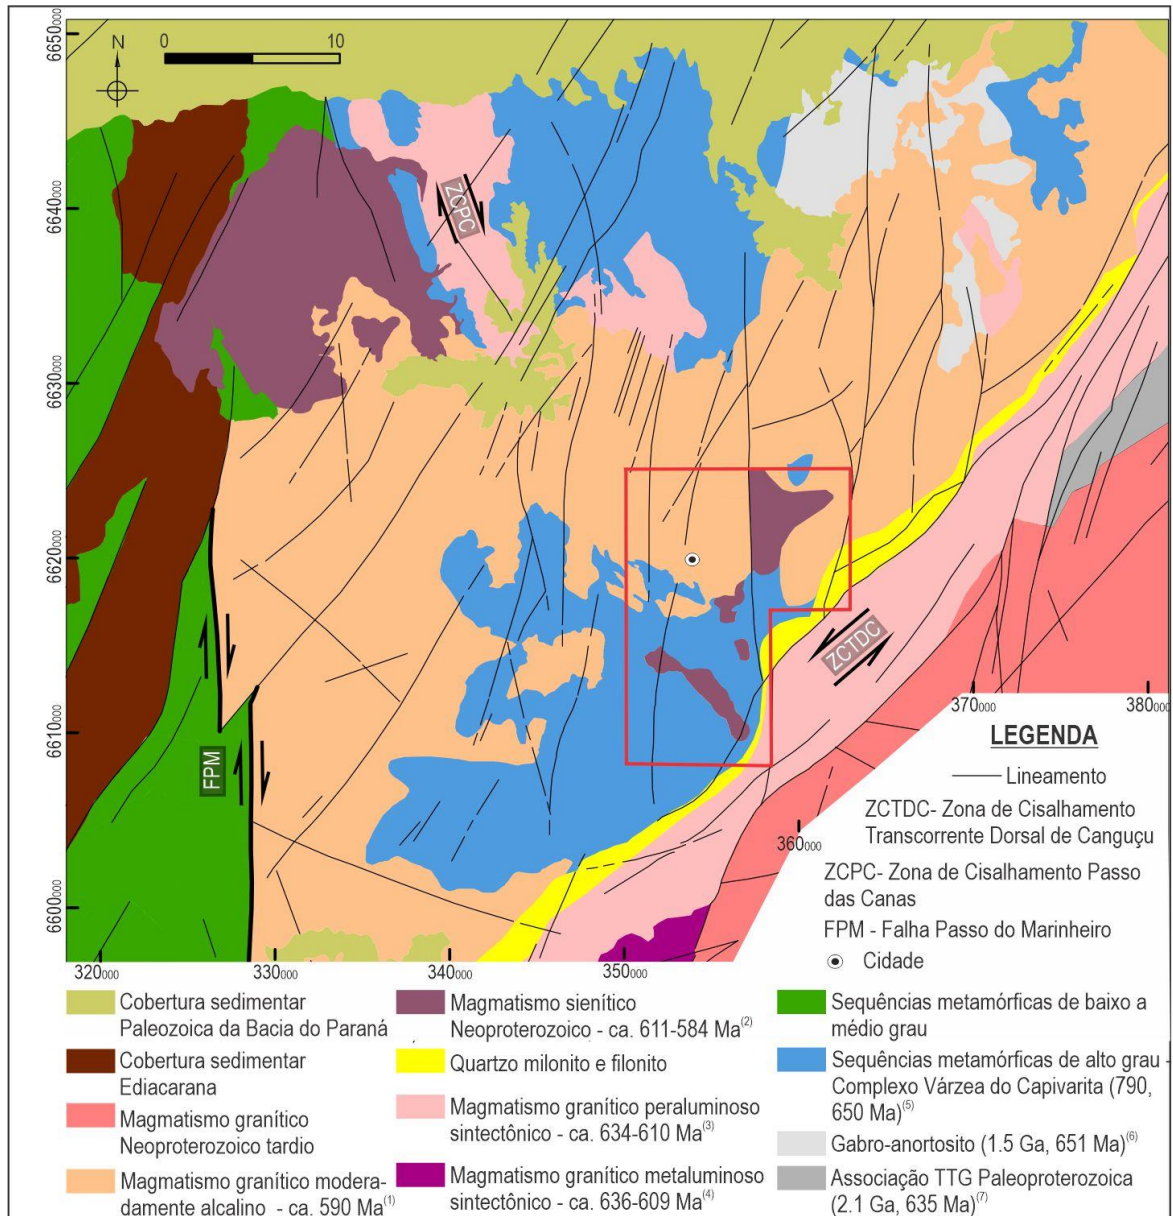 6650000
N
0
10
6640000
ZCPC
6630000
6620000
ZCTDC
6610000
FPM
370000
380000
LEGENDA
Lineamento
ZCTDC- Zona de Cisalhamento
Transcorrente Dorsal de Canguçu
360000
ZCPC- Zona de Cisalhamento Passo
das Canas
6600000
FPM - Falha Passo do Marinheiro
Cidade
320000
330000
340000
350000
Cobertura sedimentar
Paleozoica da Bacia do Paraná
Cobertura sedimentar
Ediacarana
Magmatismo granítico
Neoproterozoico tardio
Magmatismo granítico modera-
damente alcalino - ca. 590 Ma(1)
Magmatismo sienítico
Neoproterozoico - ca. 611-584 Ma(2)
Quartzo milonito e filonito
Magmatismo granítico peraluminoso
sintectônico - ca. 634-610 Ma(3)
Magmatismo granítico metaluminoso
sintectônico - ca. 636-609 Ma(4)
Sequências metamórficas de baixo a
médio grau
Sequências metamórficas de alto grau -
Complexo Várzea do Capivarita (790,
650 Ma)(5)
Gabro-anortosito (1.5 Ga, 651 Ma)(6)
Associação TTG Paleoproterozoica
(2.1 Ga, 635 Ma)(7)